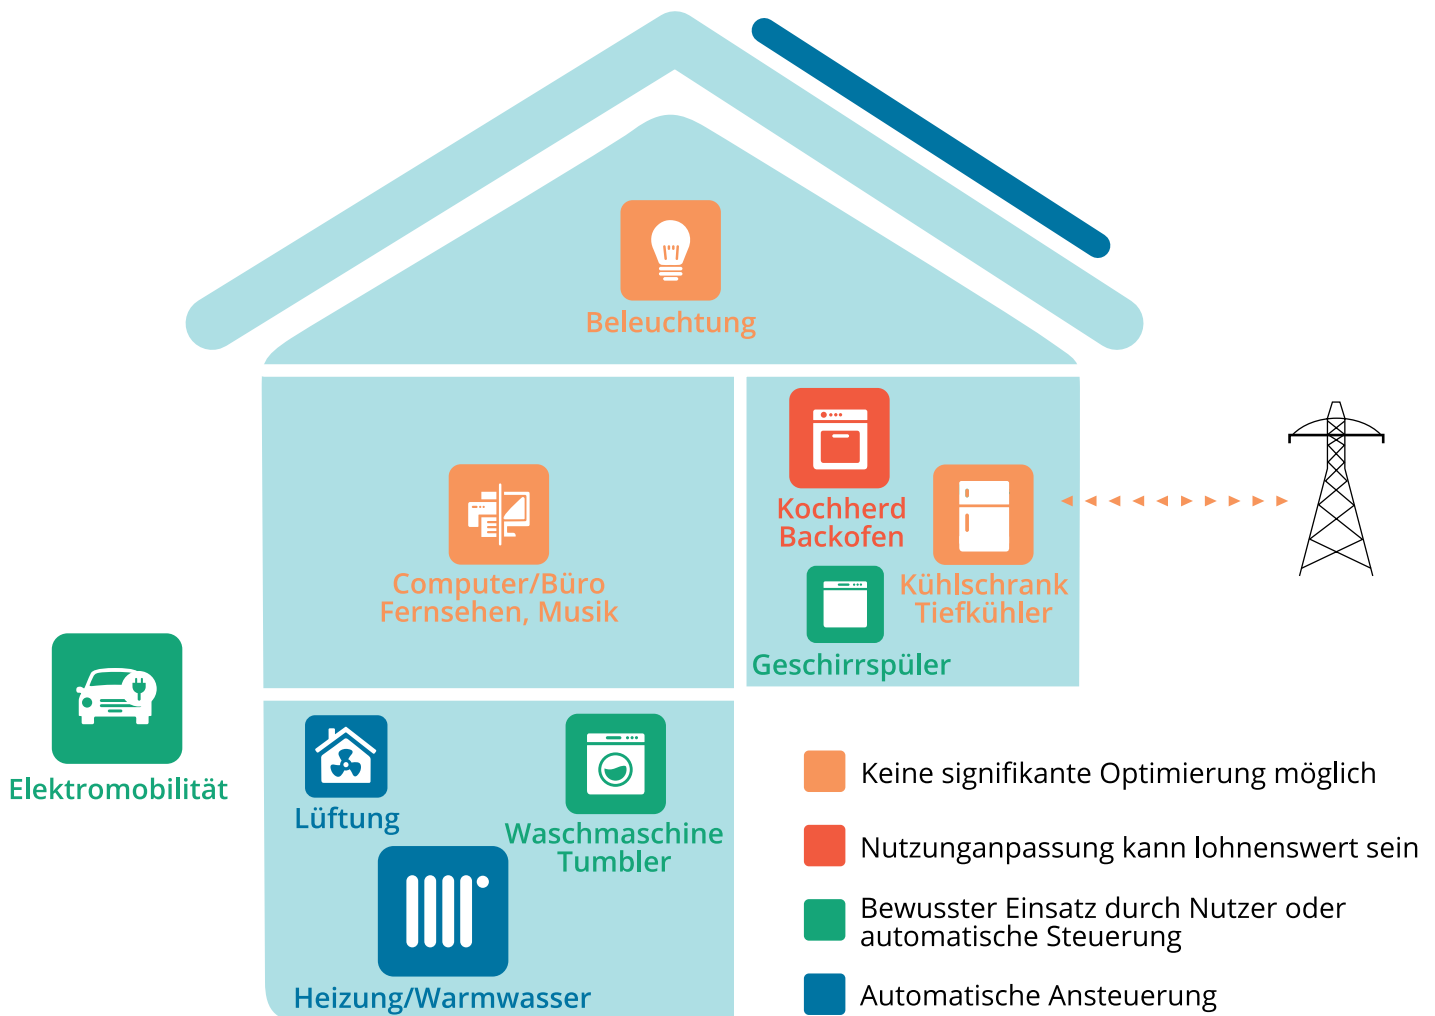 Beleuchtung
Kochherd
Backofen
Computer/Büro
Fernsehen, Musik
Kühlschrank
Tiefkühler
Geschirrspüler
Elektromobilität
Lüftung
Waschmaschine
Tumbler
Heizung/Warmwasser
Keine signifikante Optimierung möglich
Nutzunganpassung kann lohnenswert sein
Bewusster Einsatz durch Nutzer oder
automatische Steuerung
Automatische Ansteuerung